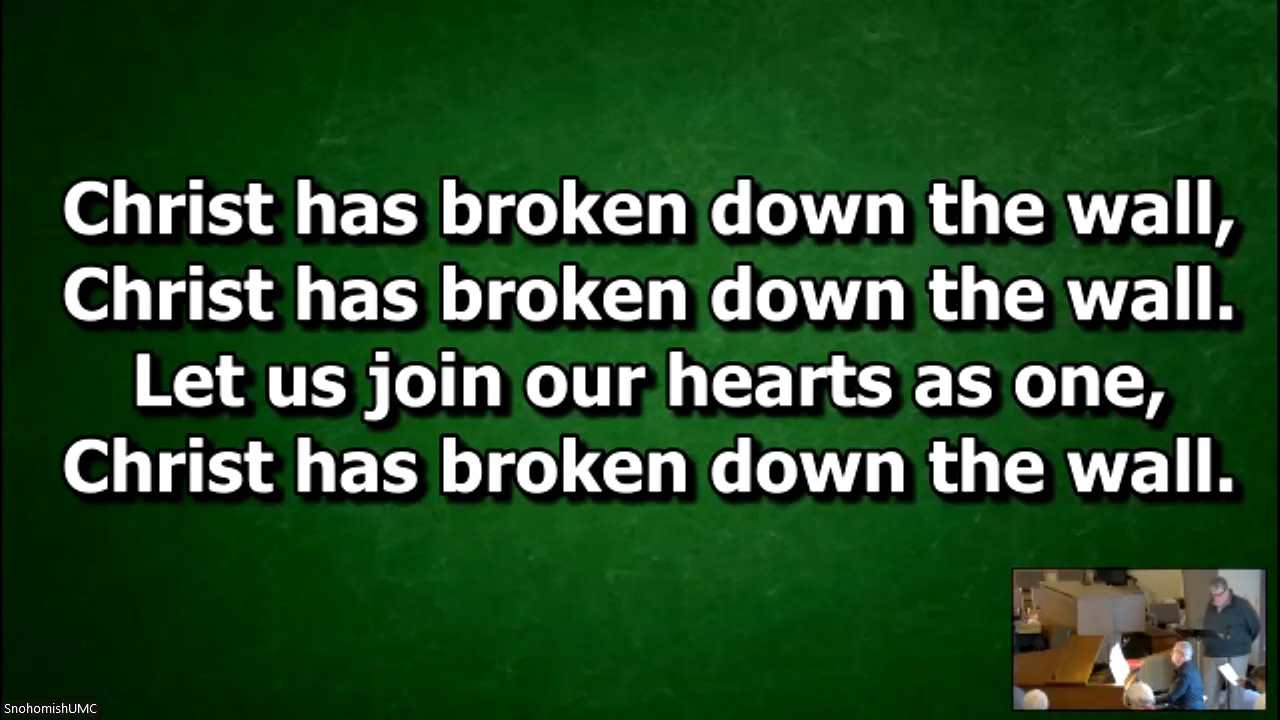 Christ has broken down the wall,
Christ has broken down the wall.
Let us join our hearts as one,
Christ has broken down the wall.
SnohomishUMC